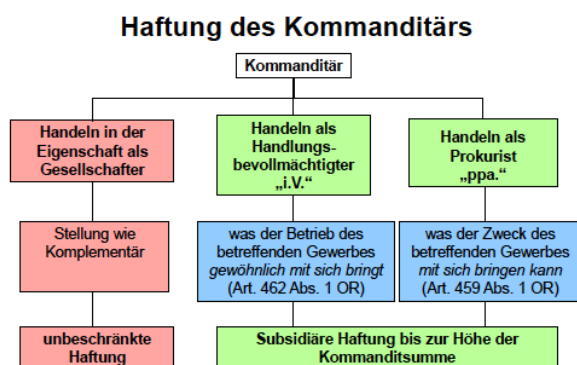 Haftung des Kommanditärs
Kommanditär
Handeln in der
Eigenschaft als
Gesellschafter
Handeln als
Handlungs-
bevollmächtigter
„i.V.“
Handeln als
Prokurist
„ppa.“
Stellung wie
Komplementär
was der Betrieb des
betreffenden Gewerbes
gewöhnlich mit sich bringt
(Art. 462 Abs. 1 OR)
was der Zweck des
betreffenden Gewerbes
mit sich bringen kann
(Art. 459 Abs. 1 OR)
unbeschränkte
Haftung
Subsidiäre Haftung bis zur Höhe der
Kommanditsumme